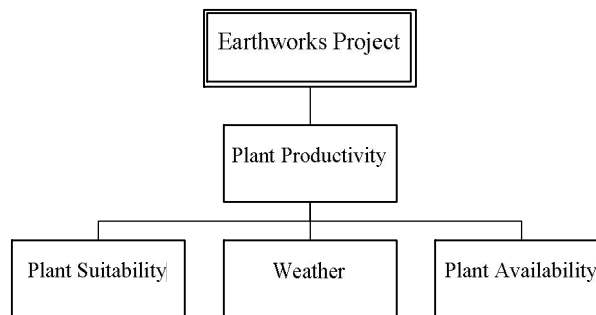 Earthworks Project
Plant Productivity
Plant Suitability
Weather
Plant Availability